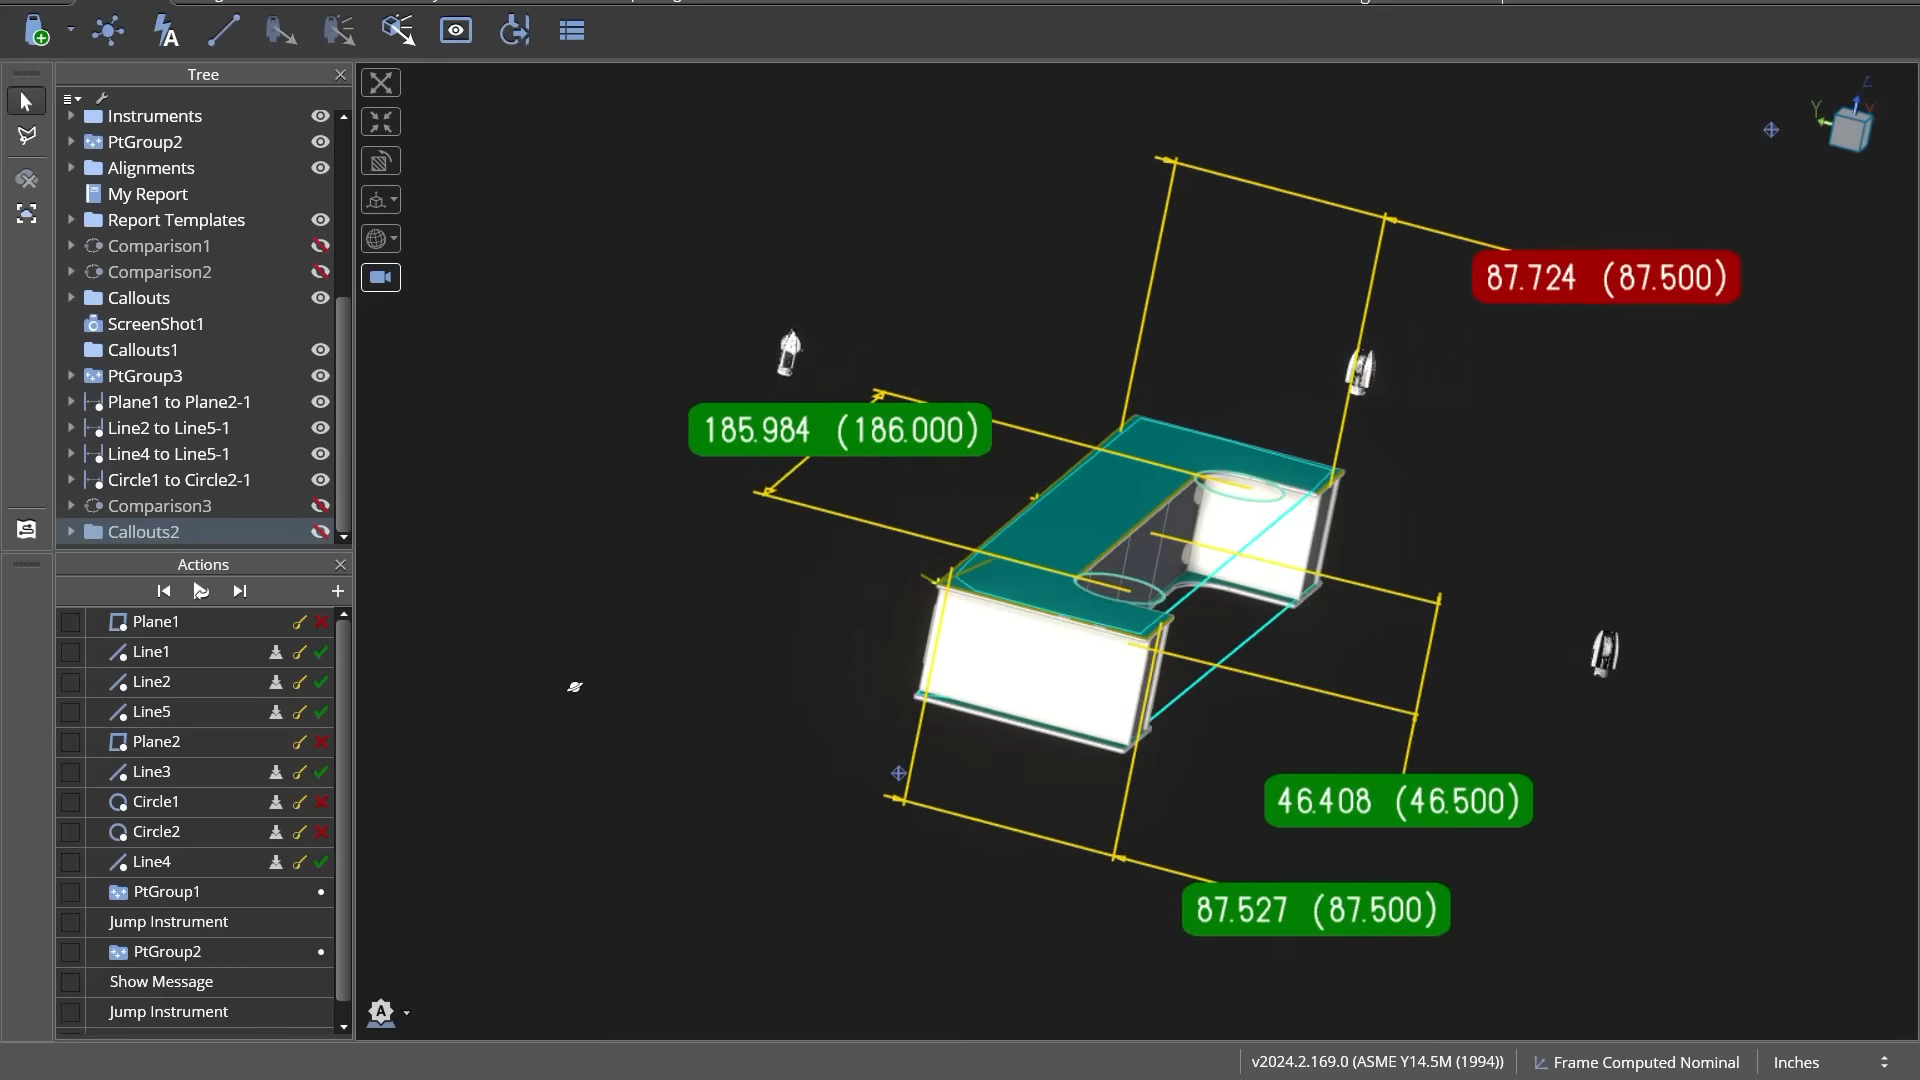 A
Tree
Instruments
PtGroup2
Alignments
My Report
Report Templates
Comparison1
Comparison2
Callouts
ScreenShot1
Callouts1
PtGroup3
Plane1 to Plane2-1
Line2 to Line5-1
Line4 to Line5-1
Circle1 to Circle2-1
Comparison3
Callouts2
Actions
Plane1
Line1
Line2
Line5
Plane2
Line3
Circle1
Circle2
Line4
PtGroup1
Jump Instrument
PtGroup2
Show Message
Jump Instrument
Z
Y
X
87.724 (87.500)
185.984 (186.000)
46.408 (46.500)
87.527 (87.500)
A
v2024.2.169.0 (ASME Y14.5M (1994))
Frame Computed Nominal
Inches